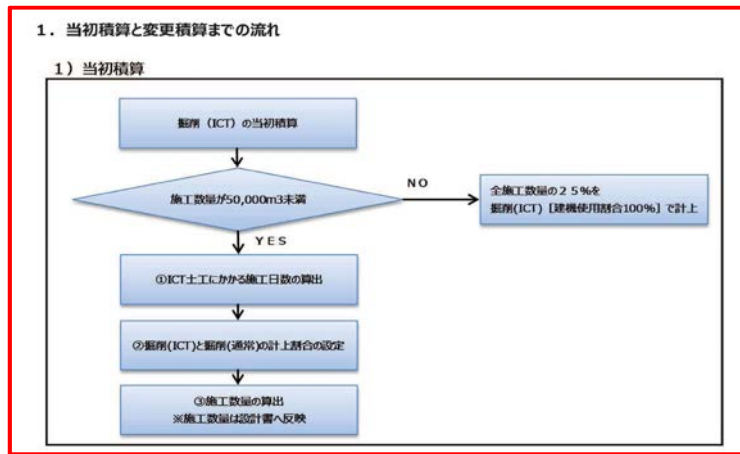 １．当初積算と変更積算までの流れ
１）当初積算
掘削（ICT）の当初積算
施工数量が50,000m3未満
ＮＯ
全施工数量の２５％を
掘削(ICT)［建機使用割合100％］で計上
ＹＥＳ
①ICT土工にかかる施工日数の算出
②掘削(ICT)と掘削(通常)の計上割合の設定
③施工数量の算出
※施工数量は設計書へ反映